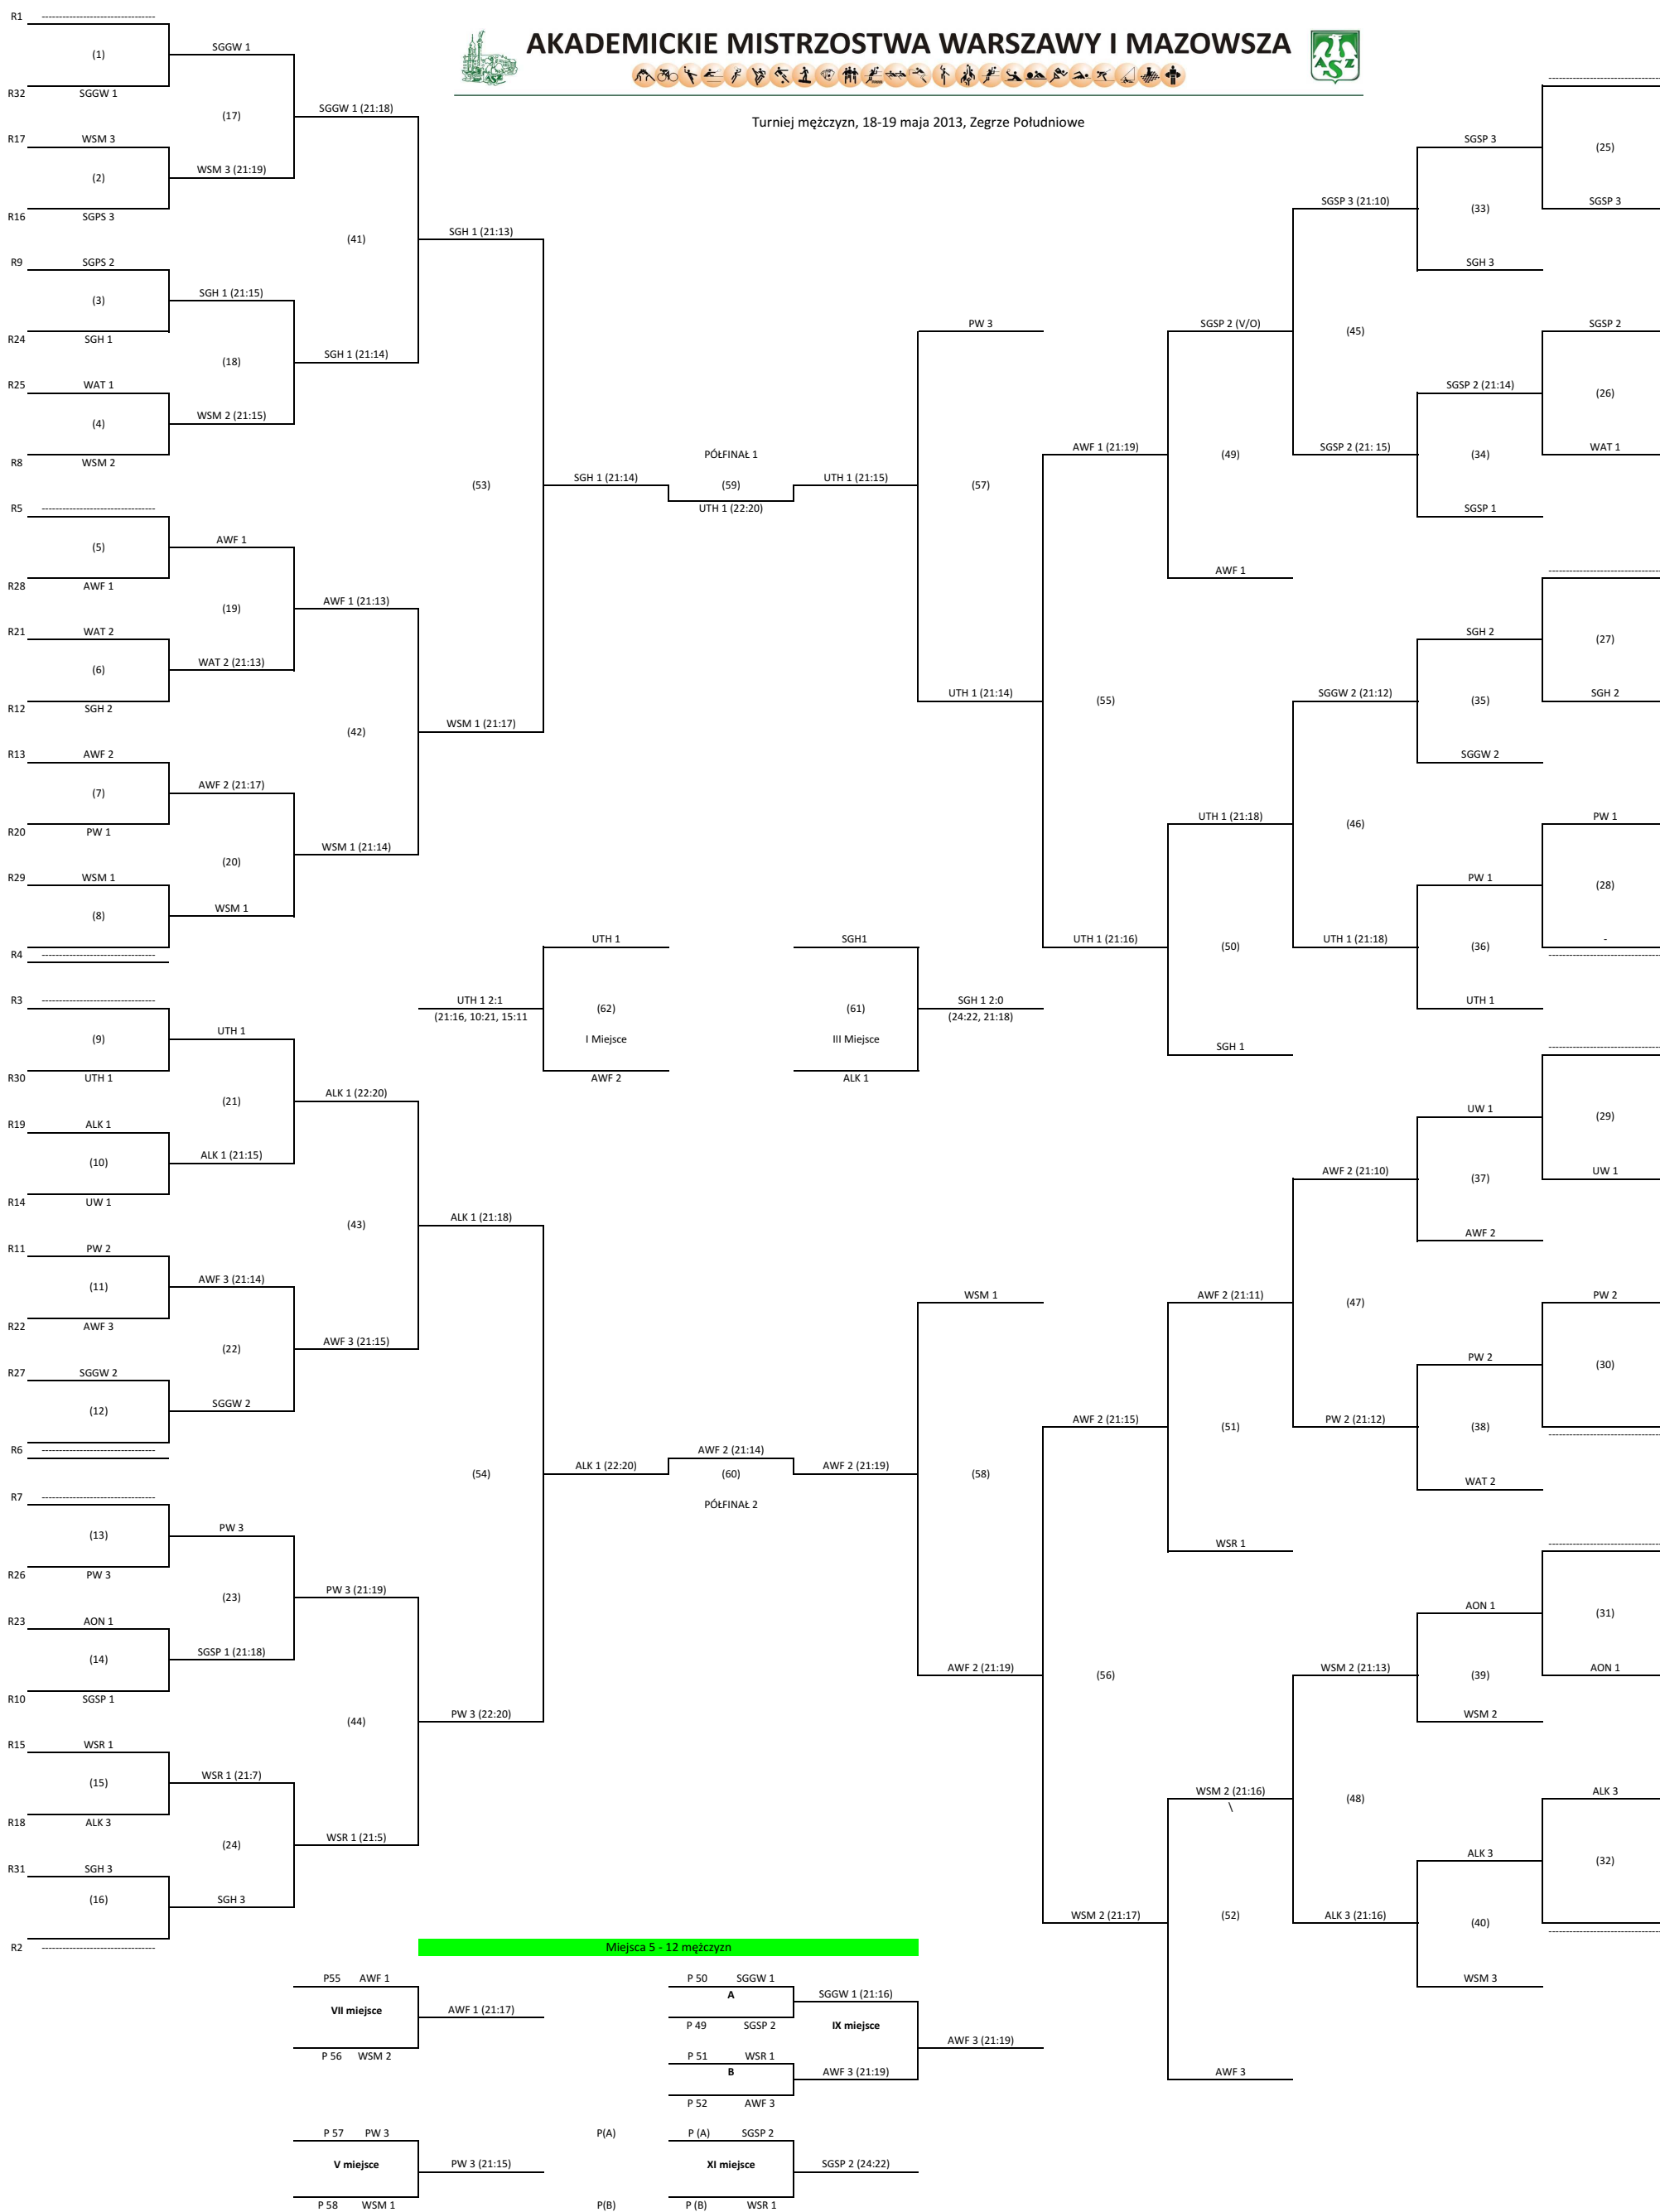 AKADEMICKIE MISTRZOSTWA WARSZAWY I MAZOWSZA
AZS
Turniej mężczyzn, 18-19 maja 2013, Zegrze Południowe
R1 ---------------------------------
(1)
SGGW 1
R32 SGGW 1
(17)
SGGW 1 (21:18)
R17 WSM 3
(2)
WSM 3 (21:19)
R16 SGPS 3
(41)
SGH 1 (21:13)
R9 SGPS 2
(3)
SGH 1 (21:15)
R24 SGH 1
(18)
SGH 1 (21:14)
R25 WAT 1
(4)
WSM 2 (21:15)
R8 WSM 2
(53)
SGH 1 (21:14)
R5 ---------------------------------
(5)
AWF 1
R28 AWF 1
(19)
AWF 1 (21:13)
R21 WAT 2
(6)
WAT 2 (21:13)
R12 SGH 2
(42)
WSM 1 (21:17)
R13 AWF 2
(7)
AWF 2 (21:17)
R20 PW 1
(20)
WSM 1 (21:14)
R29 WSM 1
(8)
WSM 1
R4 ---------------------------------
R3 ---------------------------------
(9)
UTH 1
R30 UTH 1
(21)
ALK 1 (22:20)
R19 ALK 1
(10)
ALK 1 (21:15)
R14 UW 1
(43)
ALK 1 (21:18)
R11 PW 2
(11)
AWF 3 (21:14)
R22 AWF 3
(22)
AWF 3 (21:15)
R27 SGGW 2
(12)
SGGW 2
R6 ---------------------------------
(54)
ALK 1 (22:20)
R7 ---------------------------------
(13)
PW 3
R26 PW 3
(23)
PW 3 (21:19)
R23 AON 1
(14)
SGSP 1 (21:18)
R10 SGSP 1
(44)
PW 3 (22:20)
R15 WSR 1
(15)
WSR 1 (21:7)
R18 ALK 3
(24)
WSR 1 (21:5)
R31 SGH 3
(16)
SGH 3
R2 ---------------------------------
PÓŁFINAŁ 1
(59)
UTH 1 (22:20)
UTH 1 (21:15)
PW 3
(57)
UTH 1 (21:14)
AWF 1 (21:19)
(55)
UTH 1 (21:16)
SGSP 2 (V/O)
(49)
AWF 1
UTH 1 (21:18)
(50)
SGH 1
SGSP 3 (21:10)
(45)
SGSP 2 (21: 15)
SGGW 2 (21:12)
(46)
UTH 1 (21:18)
SGSP 3
(33)
SGH 3
SGSP 2 (21:14)
(34)
SGSP 1
SGH 2
(35)
SGGW 2
PW 1
(36)
UTH 1
---------------------------------
(25)
SGSP 3
SGSP 2
(26)
WAT 1
---------------------------------
(27)
SGH 2
PW 1
(28)
-
---------------------------------
UTH 1
UTH 1 2:1
(21:16, 10:21, 15:11
(62)
I Miejsce
AWF 2
SGH1
(61)
III Miejsce
SGH 1 2:0
(24:22, 21:18)
ALK 1
AWF 2 (21:14)
(60)
PÓŁFINAŁ 2
AWF 2 (21:19)
WSM 1
(58)
AWF 2 (21:19)
AWF 2 (21:15)
(56)
WSM 2 (21:17)
AWF 2 (21:11)
(51)
WSR 1
WSM 2 (21:16)
\
(52)
AWF 3
AWF 2 (21:10)
(47)
PW 2 (21:12)
WSM 2 (21:13)
(48)
ALK 3 (21:16)
UW 1
(37)
AWF 2
PW 2
(38)
WAT 2
AON 1
(39)
WSM 2
ALK 3
(40)
WSM 3
---------------------------------
(29)
UW 1
PW 2
(30)
---------------------------------
---------------------------------
(31)
AON 1
ALK 3
(32)
---------------------------------
Miejsca 5 - 12 mężczyzn
P55 AWF 1
VII miejsce
AWF 1 (21:17)
P 56 WSM 2
P 50 SGGW 1
A
SGGW 1 (21:16)
P 49 SGSP 2
IX miejsce
AWF 3 (21:19)
P 51 WSR 1
B
AWF 3 (21:19)
P 52 AWF 3
P 57 PW 3
V miejsce
PW 3 (21:15)
P 58 WSM 1
P(A)
P (A) SGSP 2
XI miejsce
SGSP 2 (24:22)
P(B)
P (B) WSR 1